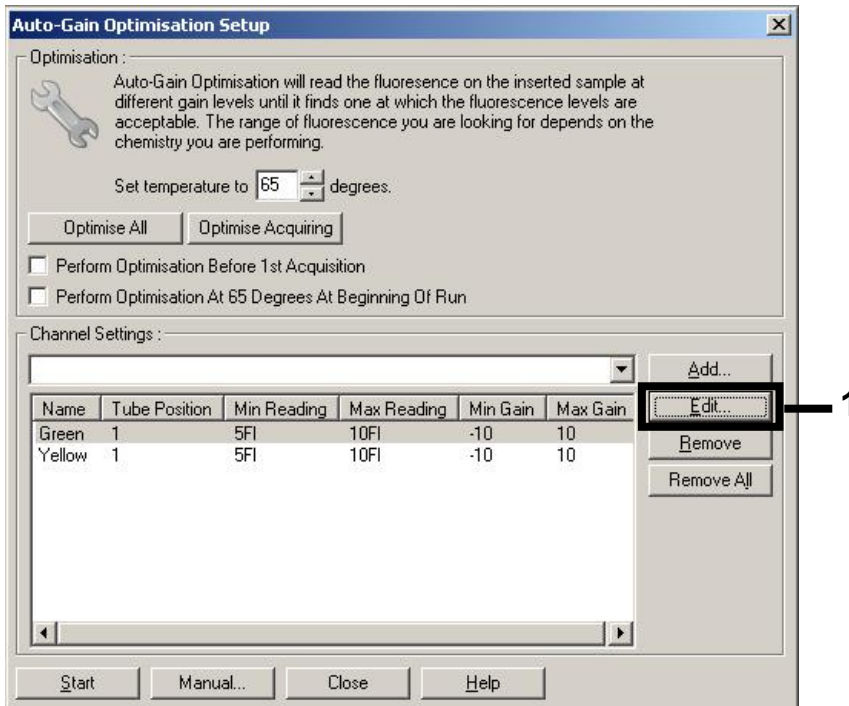 Auto-Gain Optimisation Setup
Optimisation :
Auto-Gain Optimisation will read the fluoresence on the inserted sample at
different gain levels until it finds one at which the fluorescence levels are
acceptable. The range of fluorescence you are looking for depends on the
chemistry you are performing.
Set temperature to 65 degrees.
Optimise All Optimise Acquiring
Perform Optimisation Before 1st Acquisition
Perform Optimisation At 65 Degrees At Beginning Of Run
Channel Settings :
Add...
Name Tube Position Min Reading Max Reading Min Gain Max Gain
Edit...
1
Green 1 5Fl 10Fl -10 10
Yellow 1 5Fl 10Fl -10 10
Remove
Remove All
Start Manual... Close Help